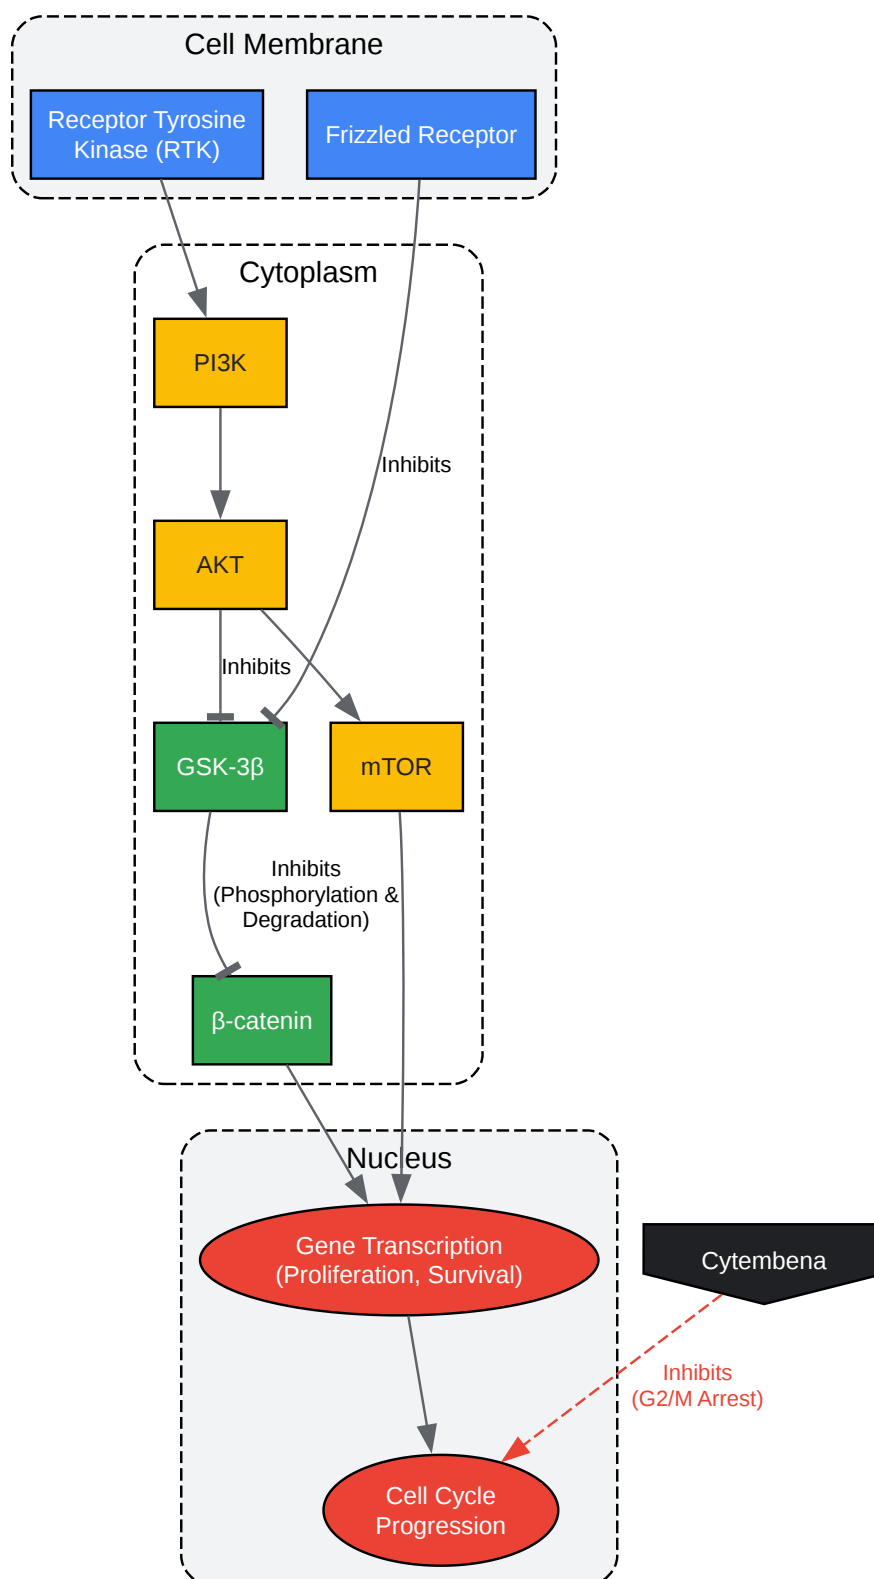 Cell Membrane
Receptor Tyrosine
Kinase (RTK)
Frizzled Receptor
Cytoplasm
PI3K
Inhibits
AKT
Inhibits
GSK-3β
mTOR
Inhibits
(Phosphorylation &
Degradation)
β-catenin
Nucleus
Gene Transcription
(Proliferation, Survival)
Cytembena
Inhibits
(G2/M Arrest)
Cell Cycle
Progression